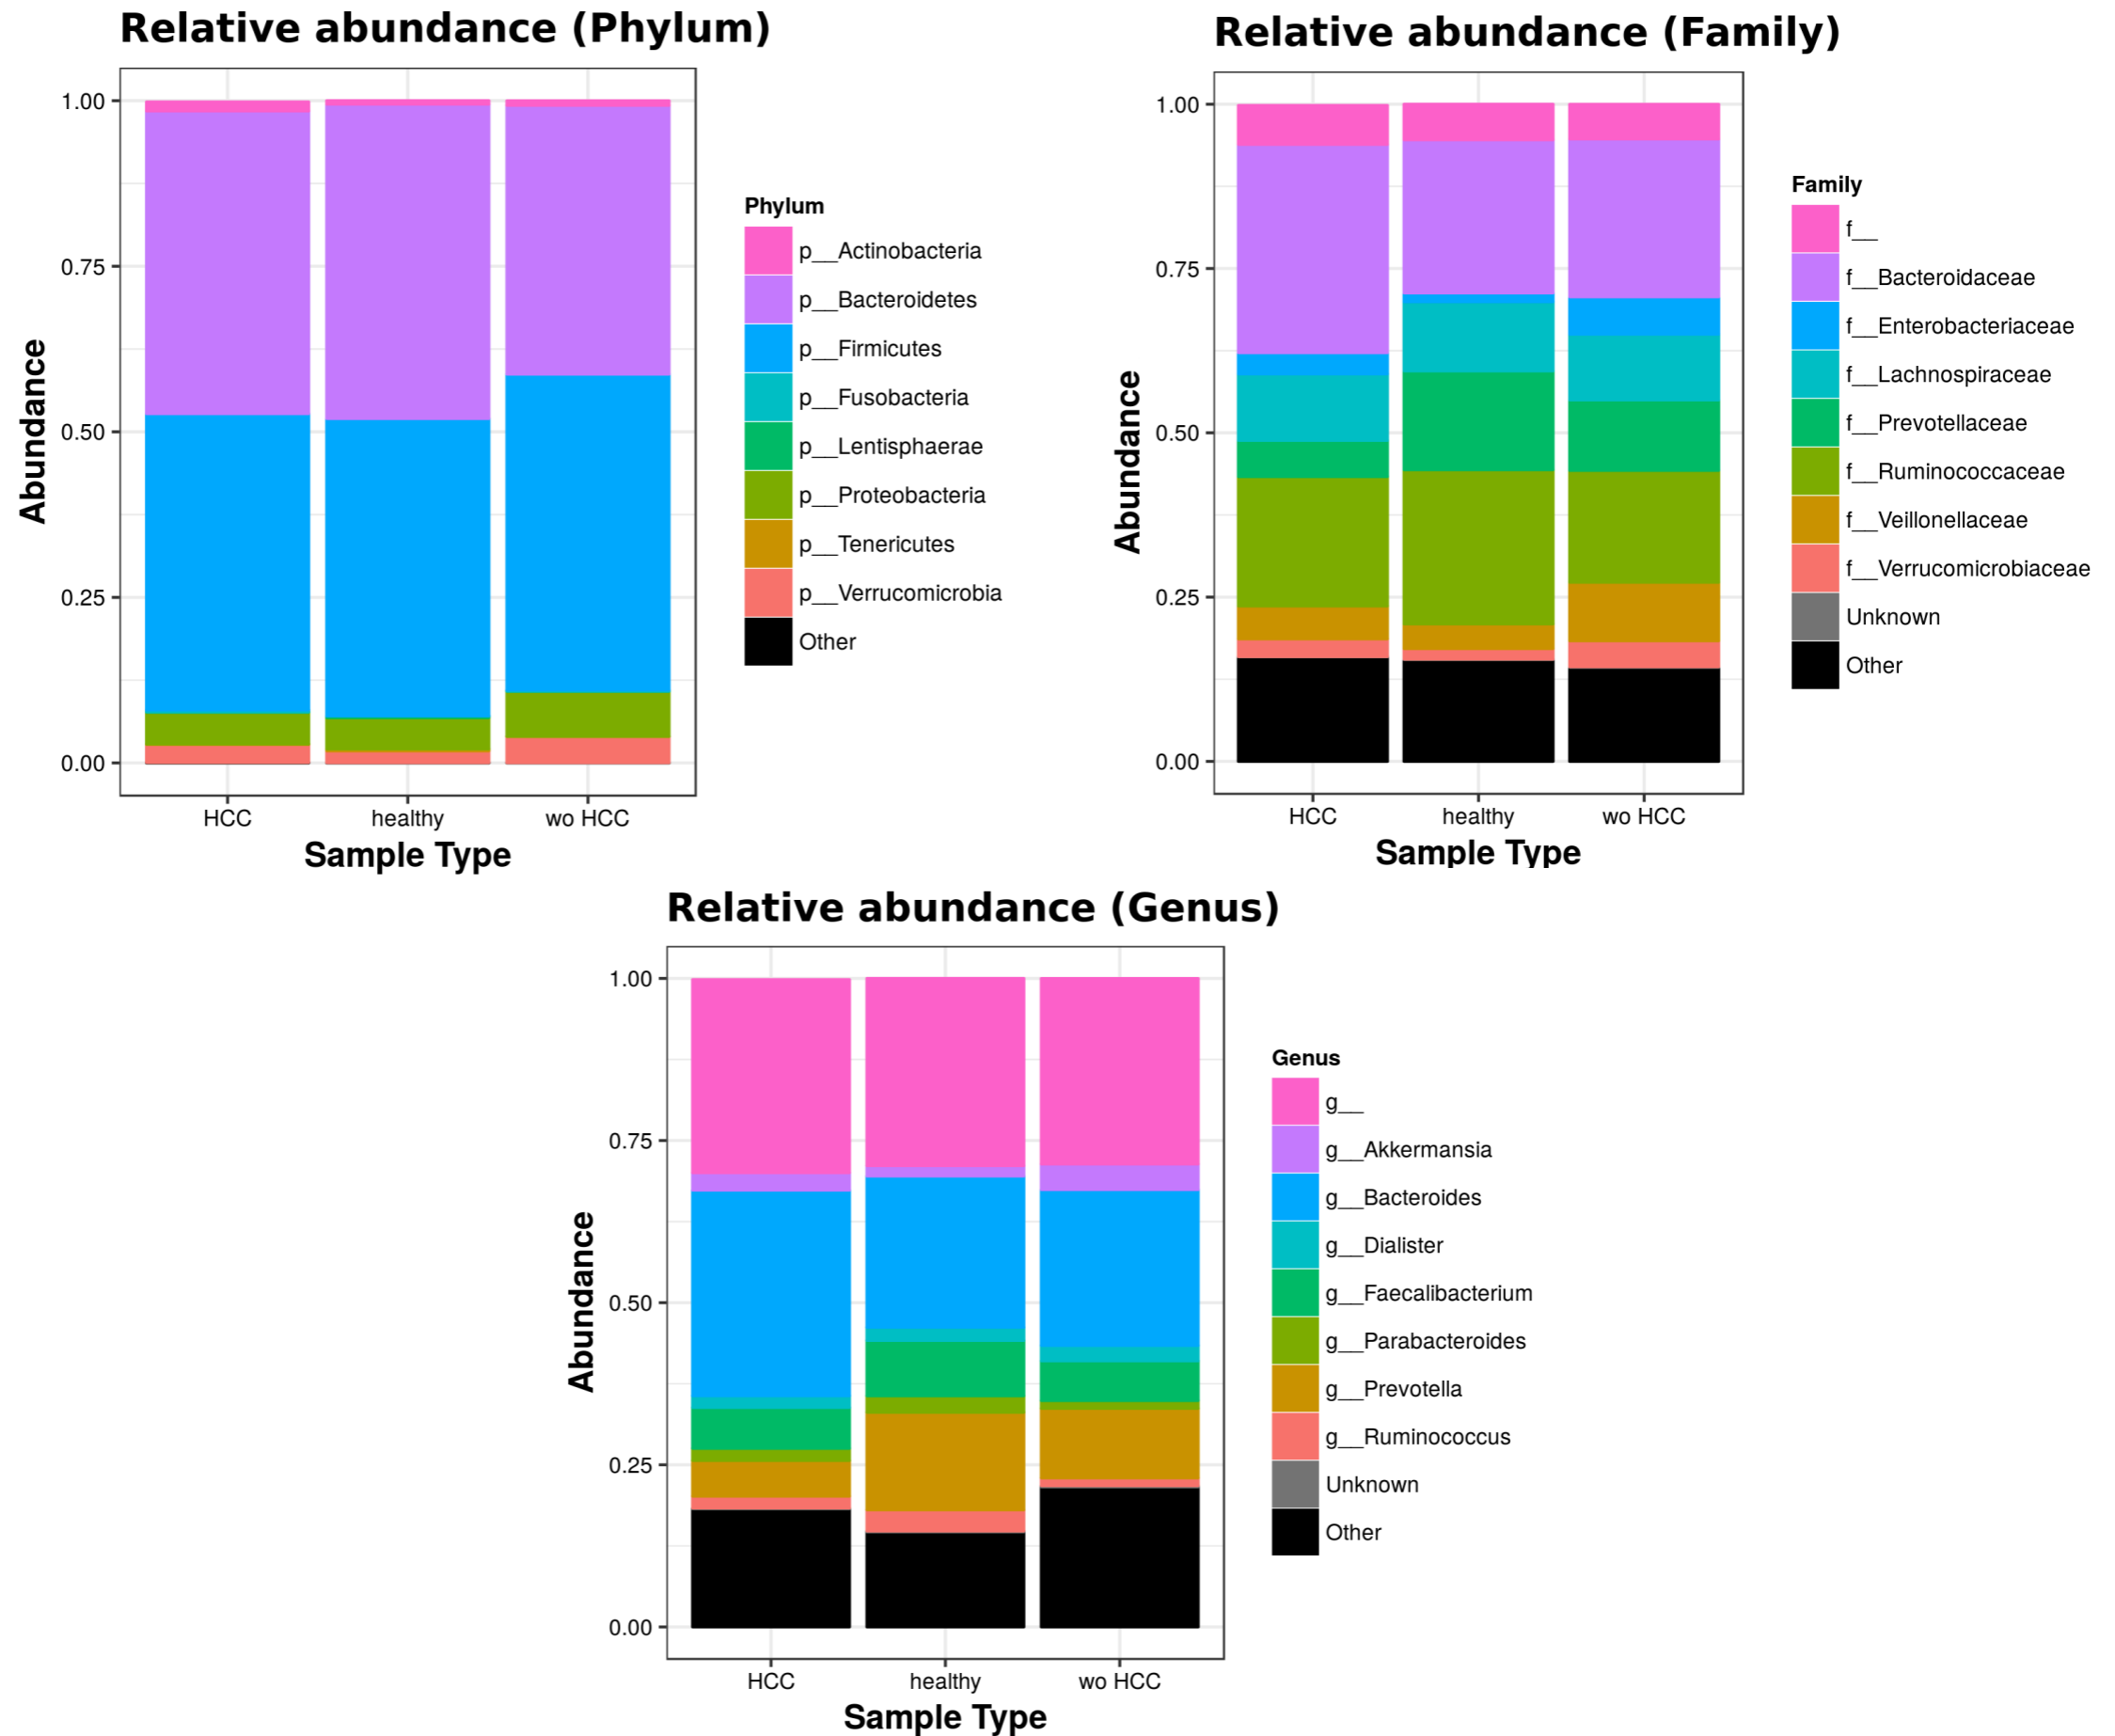 Relative abundance (Phylum)
Abundance
1.00
0.75
0.50
0.25
0.00
HCC
healthy
wo HCC
Sample Type
Phylum
p__Actinobacteria
p__Bacteroidetes
p__Firmicutes
p__Fusobacteria
p__Lentisphaerae
p__Proteobacteria
p__Tenericutes
p__Verrucomicrobia
Other
Relative abundance (Family)
Abundance
1.00
0.75
0.50
0.25
0.00
HCC
healthy
wo HCC
Sample Type
Family
f__
f__Bacteroidaceae
f__Enterobacteriaceae
f__Lachnospiraceae
f__Prevotellaceae
f__Ruminococcaceae
f__Veillonellaceae
f__Verrucomicrobiaceae
Unknown
Other
Relative abundance (Genus)
Abundance
1.00
0.75
0.50
0.25
0.00
HCC
healthy
wo HCC
Sample Type
Genus
g__
g__Akkermansia
g__Bacteroides
g__Dialister
g__Faecalibacterium
g__Parabacteroides
g__Prevotella
g__Ruminococcus
Unknown
Other